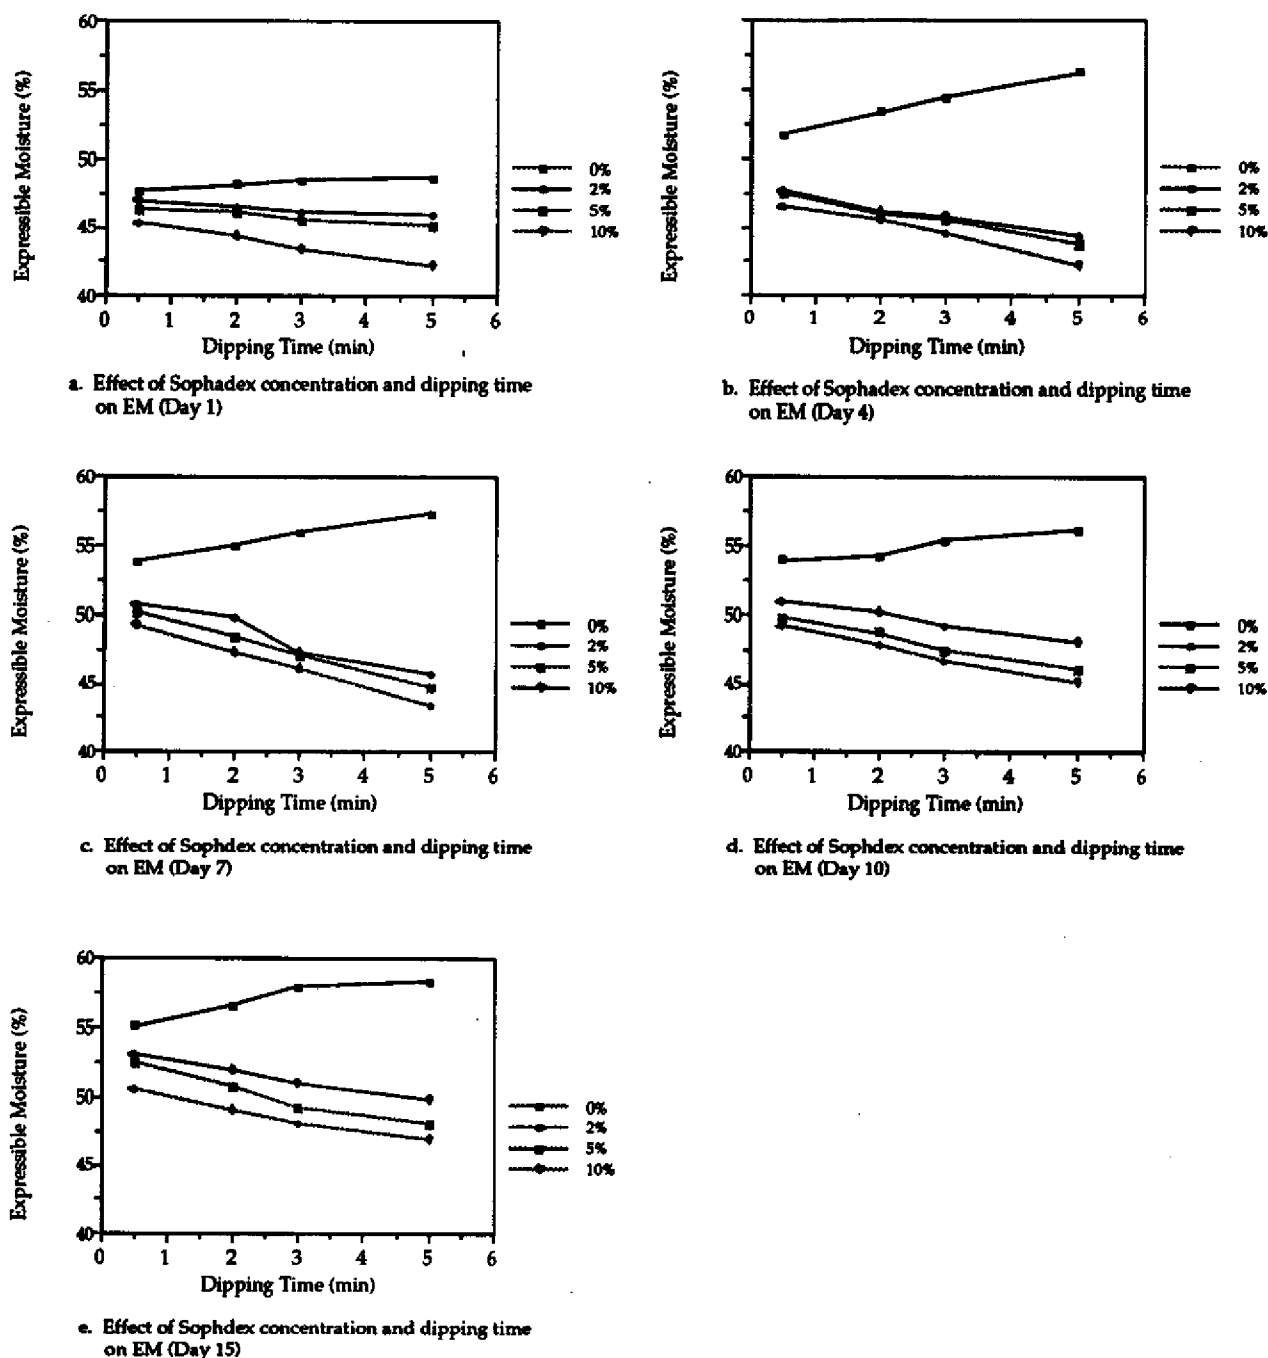 60
55
50
45
40
Expressible Moisture (%)
0 1 2 3 4 5 6
Dipping Time (min)
0%
2%
5%
10%
a. Effect of Sophadex concentration and dipping time
on EM (Day 1)
Expressible Moisture (%)
0 1 2 3 4 5 6
Dipping Time (min)
0%
2%
5%
10%
b. Effect of Sophadex concentration and dipping time
on EM (Day 4)
60
55
50
45
40
Expressible Moisture (%)
0 1 2 3 4 5 6
Dipping Time (min)
0%
2%
5%
10%
c. Effect of Sophdex concentration and dipping time
on EM (Day 7)
60
55
50
45
40
Expressible Moisture (%)
0 1 2 3 4 5 6
Dipping Time (min)
0%
2%
5%
10%
d. Effect of Sophdex concentration and dipping time
on EM (Day 10)
60
55
50
45
40
Expressible Moisture (%)
0 1 2 3 4 5 6
Dipping Time (min)
0%
2%
5%
10%
e. Effect of Sophdex concentration and dipping time
on EM (Day 15)